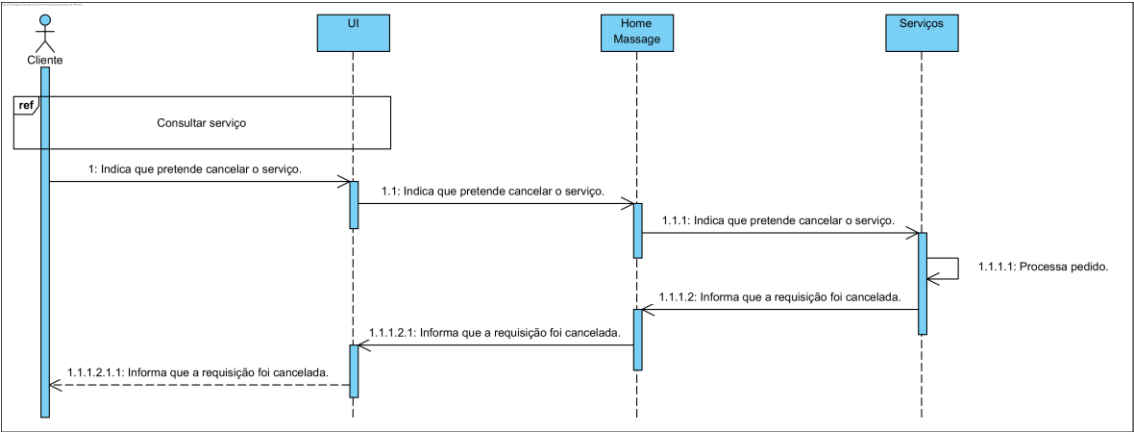 Cliente
UI
Home
Massage
Serviços
ref
Consultar serviço
1: Indica que pretende cancelar o serviço.
1.1: Indica que pretende cancelar o serviço.
1.1.1: Indica que pretende cancelar o serviço.
1.1.1.1: Processa pedido.
1.1.1.2: Informa que a requisição foi cancelada.
1.1.1.2.1: Informa que a requisição foi cancelada.
1.1.1.2.1.1: Informa que a requisição foi cancelada.